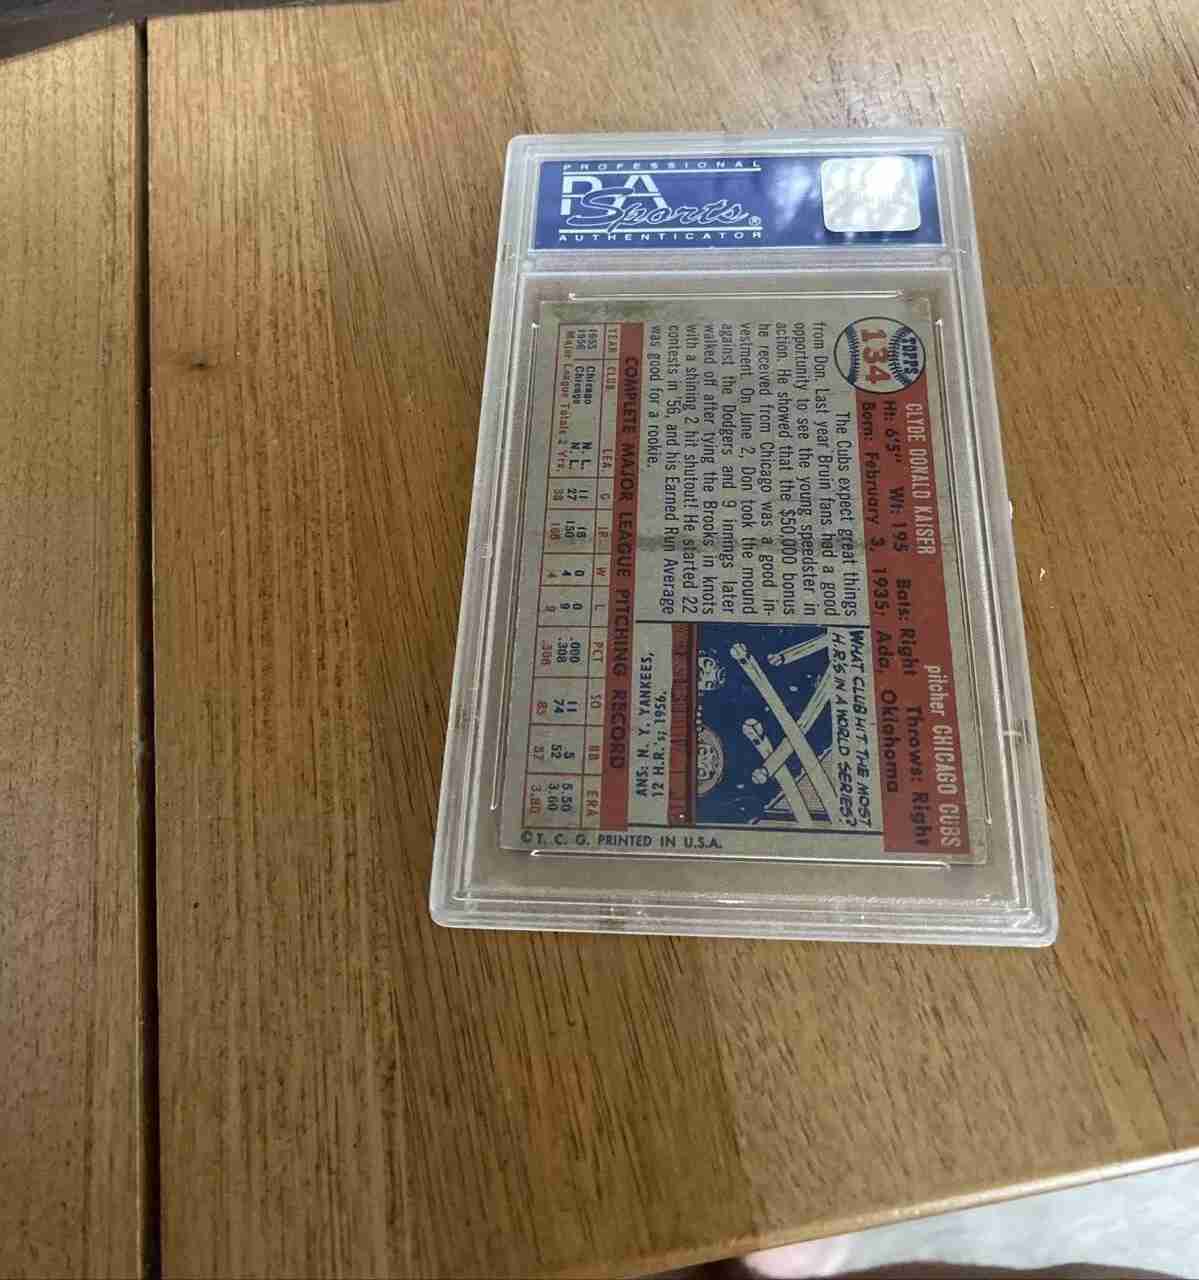 PROFESSIONAL
Sports®
AUTHENTICATOR
TOPPS
134
CLYDE DONALD KAISER
pitcher CHICAGO CUBS
Ht: 6'5" Wt: 195 Bats: Right Throws: Right
Born: February 3, 1935; Ada, Oklahoma
The Cubs expect great things
from Don. Last year Bruin fans had a good
opportunity to see the young speedster in
action. He showed that the $50,000 bonus
he received from Chicago was a good in-
vestment. On June 2, Don took the mound
against the Dodgers and 9 innings later
walked off after tying the Brooks in knots
with a shining 2 hit shutout! He started 22
contests in '56, and his Earned Run Average
was good for a rookie.
WHAT CLUB HIT THE MOST
H.R.'S IN A WORLD SERIES?
ANS: N.Y. YANKEES,
12 H.R.'s, 1956.
COMPLETE MAJOR LEAGUE PITCHING RECORD
YEAR CLUB LEA. G IP W L PCT SO BB ERA
1955 Chicago N. L. 11 18 0 0 .000 11 5 5.50
1956 Chicago N. L. 27 150 4 9 .308 74 52 3.60
Major League Totals 2 Yrs. 38 168 4 9 .308 85 57 3.80
© T. C. G. PRINTED IN U.S.A.